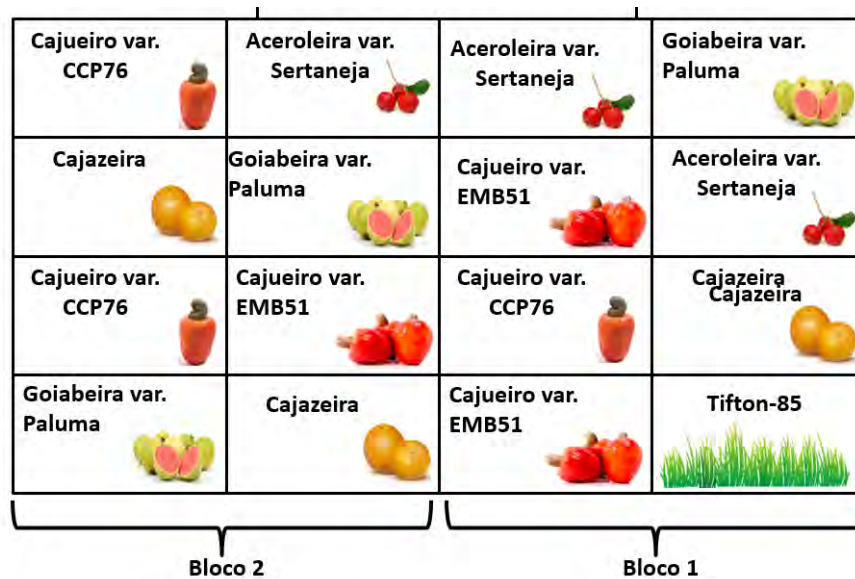 Cajueiro var.
CCP76
Aceroleira var.
Sertaneja
Aceroleira var.
Sertaneja
Goiabeira var.
Paluma
Cajazeira
Goiabeira var.
Paluma
Cajueiro var.
EMB51
Aceroleira var.
Sertaneja
Cajueiro var.
CCP76
Cajueiro var.
EMB51
Cajueiro var.
CCP76
Cajazeira
Cajazeira
Goiabeira var.
Paluma
Cajazeira
Cajueiro var.
EMB51
Tifton-85
Bloco 2
Bloco 1